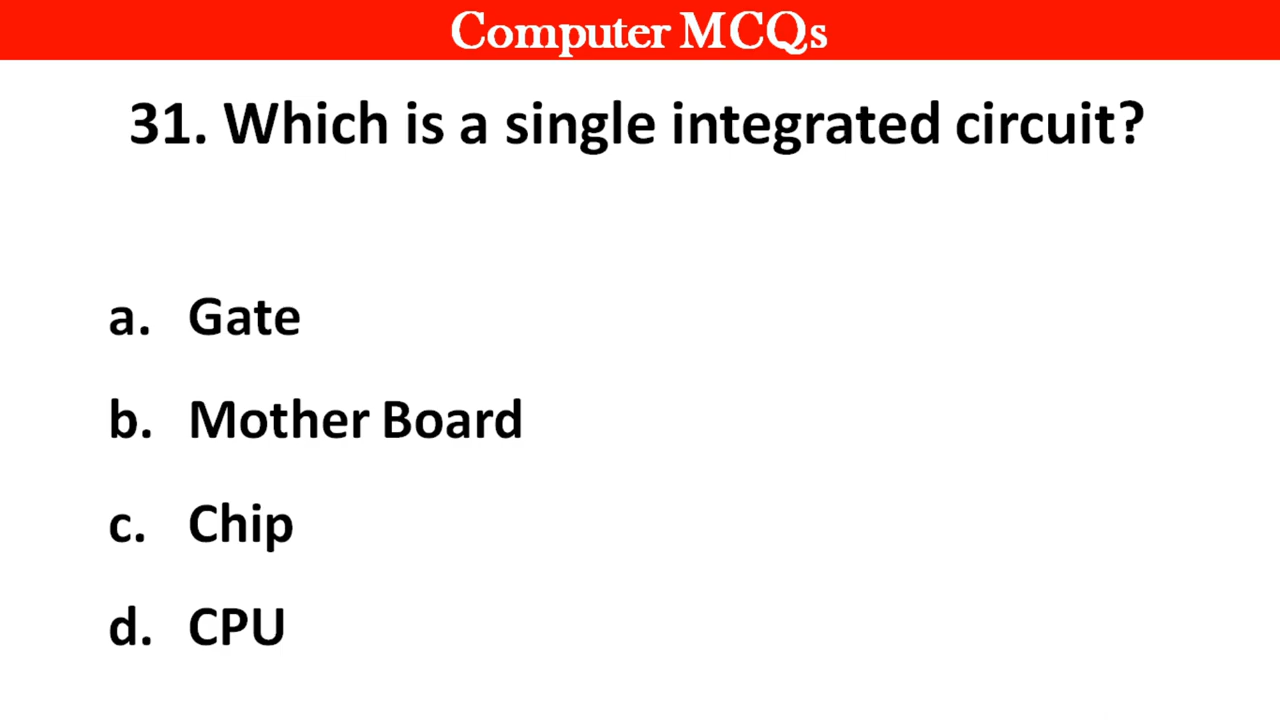 Computer MCQs
31. Which is a single integrated circuit?
a. Gate
b. Mother Board
c. Chip
d. CPU